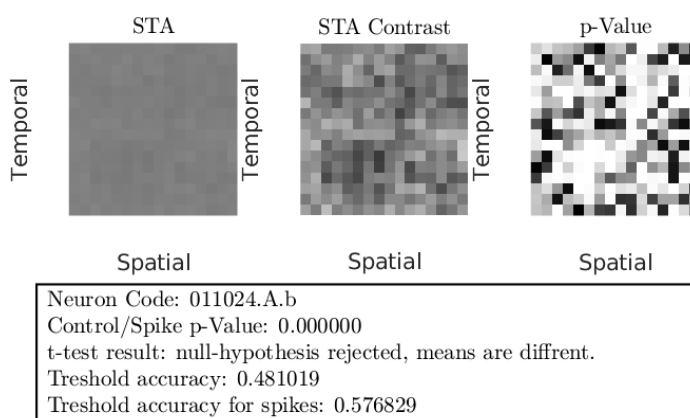 STA
STA Contrast
p-Value
Temporal
Temporal
Temporal
Spatial
Spatial
Spatial
Neuron Code: 011024.A.b
Control/Spike p-Value: 0.000000
t-test result: null-hypothesis rejected, means are diffrent.
Treshold accuracy: 0.481019
Treshold accuracy for spikes: 0.576829